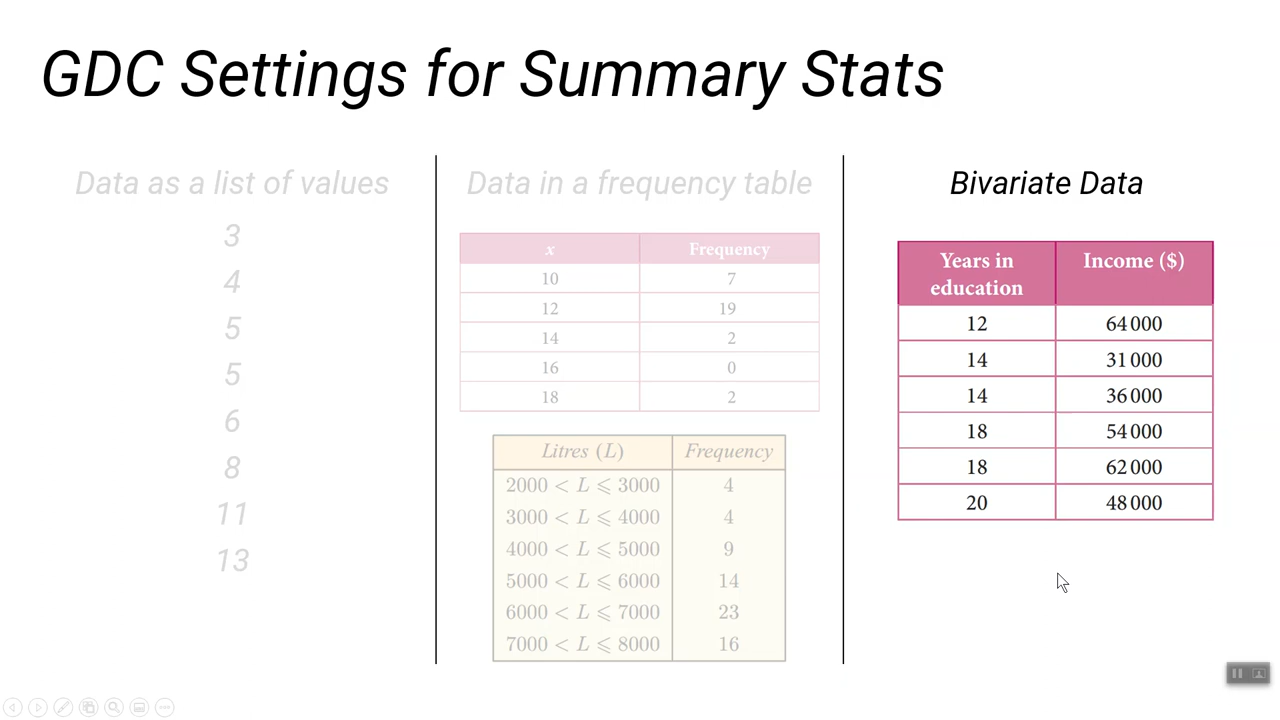 GDC Settings for Summary Stats
Data as a list of values
3
4
5
5
6
8
11
13
Data in a frequency table
x Frequency
10 7
12 19
14 2
16 0
18 2
Litres (L) Frequency
2000 < L ⩽ 3000 4
3000 < L ⩽ 4000 4
4000 < L ⩽ 5000 9
5000 < L ⩽ 6000 14
6000 < L ⩽ 7000 23
7000 < L ⩽ 8000 16
Bivariate Data
Years in
education
Income ($)
12 64 000
14 31 000
14 36 000
18 54 000
18 62 000
20 48 000